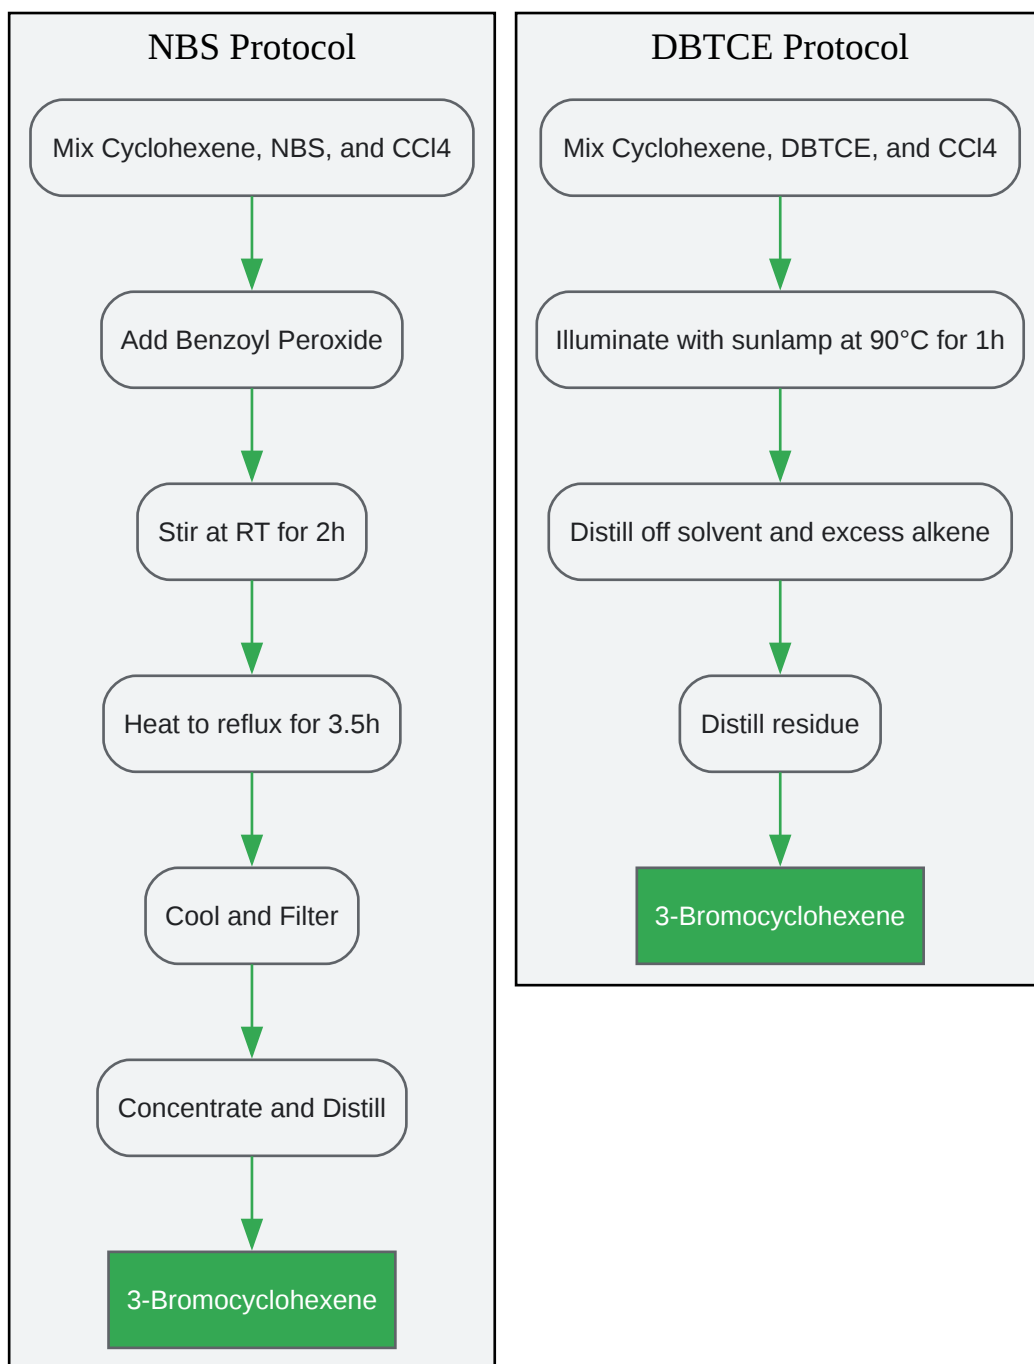 NBS Protocol
Mix Cyclohexene, NBS, and CCl4
Add Benzoyl Peroxide
Stir at RT for 2h
Heat to reflux for 3.5h
Cool and Filter
Concentrate and Distill
3-Bromocyclohexene
DBTCE Protocol
Mix Cyclohexene, DBTCE, and CCl4
Illuminate with sunlamp at 90°C for 1h
Distill off solvent and excess alkene
Distill residue
3-Bromocyclohexene